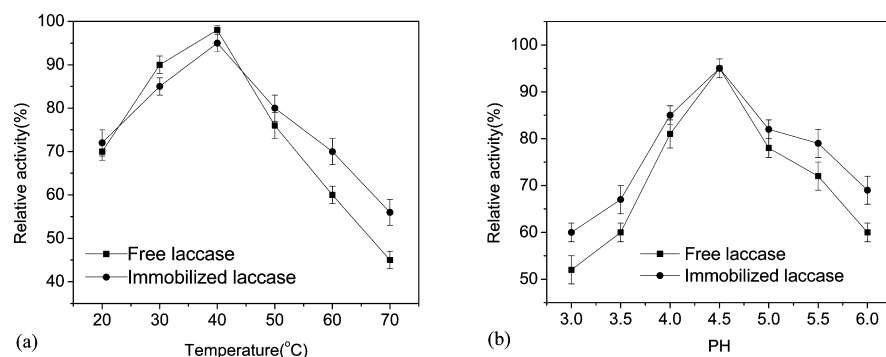 100
90
80
70
60
50
40
Relative activity(%)
Free laccase
Immobilized laccase
20 30 40 50 60 70
Temperature(°C)
(a)
100
90
80
70
60
50
Relative activity(%)
Free laccase
Immobilized laccase
3.0 3.5 4.0 4.5 5.0 5.5 6.0
PH
(b)